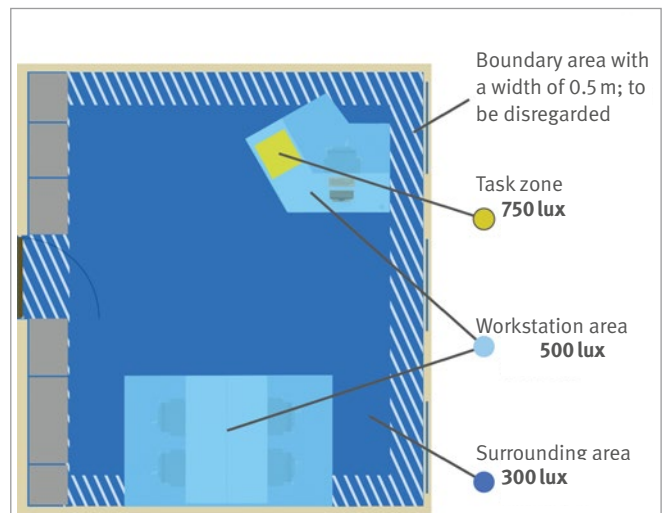 Boundary area with
a width of 0.5 m; to
be disregarded
Task zone
750 lux
Workstation area
500 lux
Surrounding area
300 lux